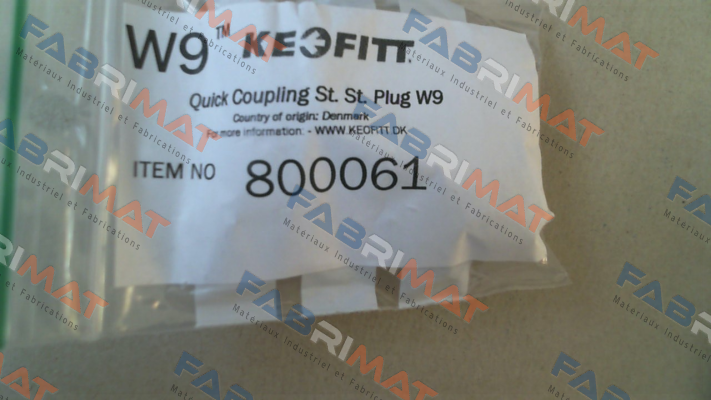 W9™ KEOFITT
Quick Coupling St. St. Plug W9
Country of origin: Denmark
For more information: - WWW.KEOFITT.DK
ITEM NO 800061
FABRIMAT
Materiaux Industriel et Fabrications